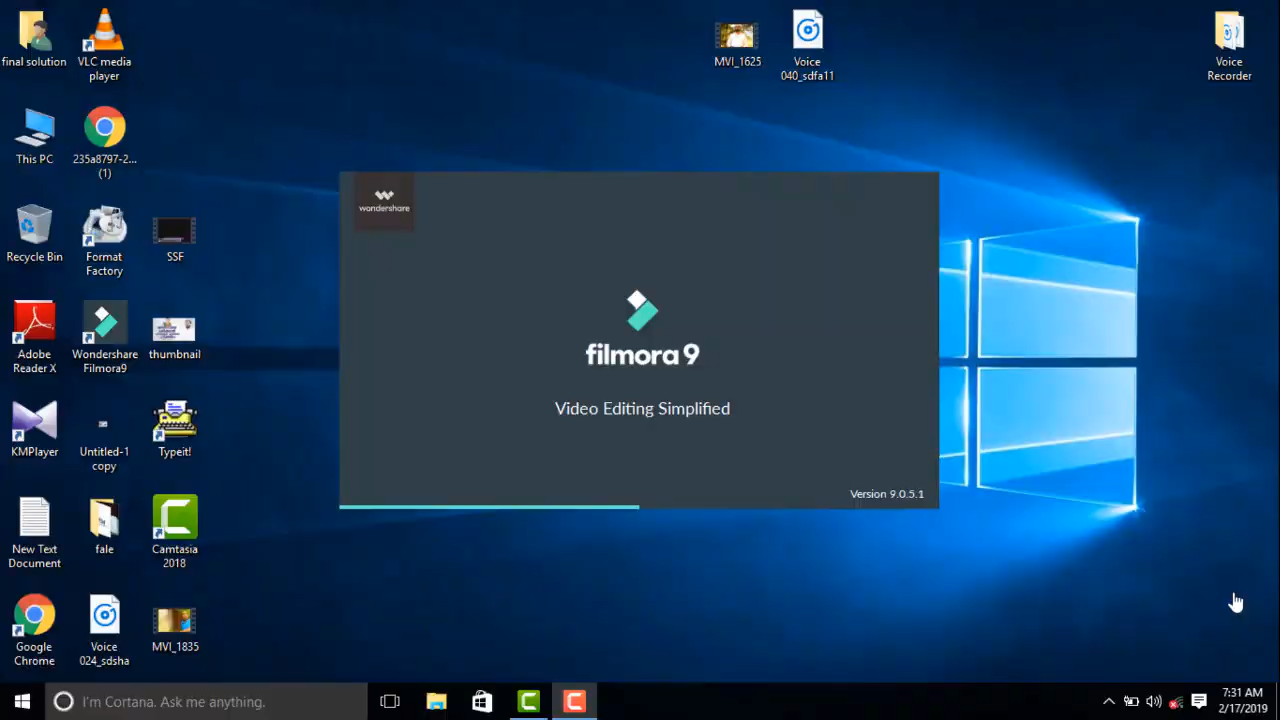 final solution
VLC media
player
This PC
235a8797-2...
(1)
Recycle Bin
Format
Factory
SSF
Adobe
Reader X
Wondershare
Filmora9
thumbnail
KMPlayer
Untitled-1
copy
Typeit!
New Text
Document
fale
Camtasia
2018
Google
Chrome
Voice
024_sdsha
MVI_1835
MVI_1625
Voice
040_sdfa11
Voice
Recorder
wondershare
filmora9
Video Editing Simplified
Version 9.0.5.1
I'm Cortana. Ask me anything.
7:31 AM
2/17/2019